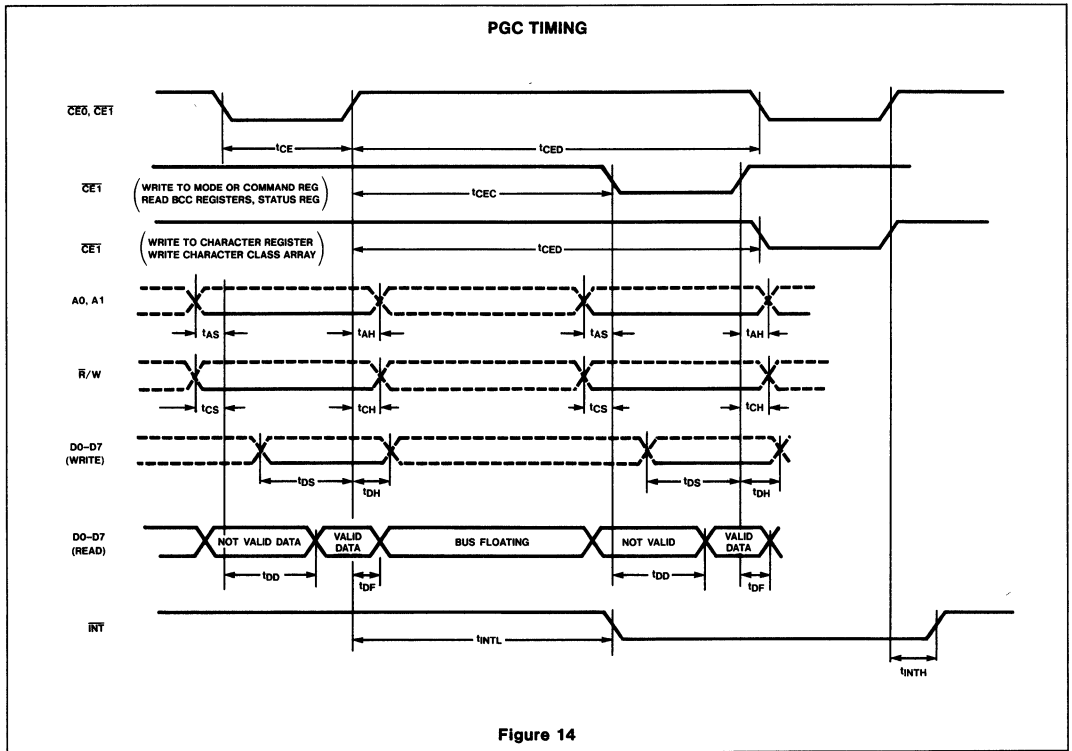 PGC TIMING
CE0, CE1
tCE
tCED
CE1
(WRITE TO MODE OR COMMAND REG
READ BCC REGISTERS, STATUS REG)
tCEC
CE1
(WRITE TO CHARACTER REGISTER
WRITE CHARACTER CLASS ARRAY)
tCED
A0, A1
tAS
tAH
tAS
tAH
R/W
tCS
tCH
tCS
tCH
D0–D7
(WRITE)
tDS
tDH
tDS
tDH
D0–D7
(READ)
NOT VALID DATA
VALID
DATA
BUS FLOATING
NOT VALID
VALID
DATA
tDD
tDF
tDD
tDF
INT
tINTL
tINTH
Figure 14